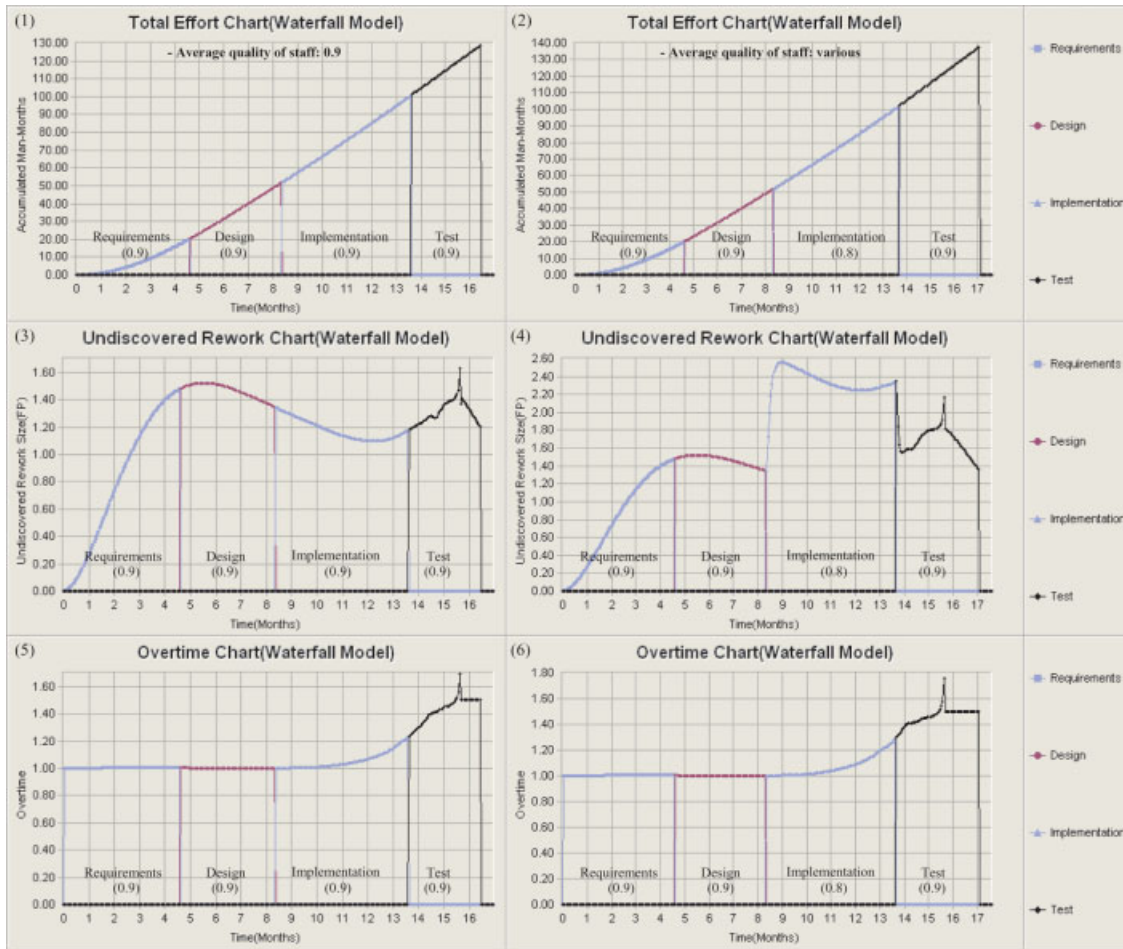 (1) Total Effort Chart(Waterfall Model)
- Average quality of staff: 0.9
Accumulated Man-Months
130.00
120.00
110.00
100.00
90.00
80.00
70.00
60.00
50.00
40.00
30.00
20.00
10.00
0.00
Requirements Design Implementation Test
(0.9) (0.9) (0.9) (0.9)
0 1 2 3 4 5 6 7 8 9 10 11 12 13 14 15 16
Time(Months)
(2) Total Effort Chart(Waterfall Model)
- Average quality of staff: various
Accumulated Man-Months
140.00
130.00
120.00
110.00
100.00
90.00
80.00
70.00
60.00
50.00
40.00
30.00
20.00
10.00
0.00
Requirements Design Implementation Test
(0.9) (0.9) (0.8) (0.9)
0 1 2 3 4 5 6 7 8 9 10 11 12 13 14 15 16 17
Time(Months)
Requirements
Design
Implementation
Test
(3) Undiscovered Rework Chart(Waterfall Model)
Undiscovered Rework Size(FP)
1.60
1.40
1.20
1.00
0.80
0.60
0.40
0.20
0.00
Requirements Design Implementation Test
(0.9) (0.9) (0.9) (0.9)
0 1 2 3 4 5 6 7 8 9 10 11 12 13 14 15 16
Time(Months)
(4) Undiscovered Rework Chart(Waterfall Model)
Undiscovered Rework Size(FP)
2.60
2.40
2.20
2.00
1.80
1.60
1.40
1.20
1.00
0.80
0.60
0.40
0.20
0.00
Requirements Design Implementation Test
(0.9) (0.9) (0.8) (0.9)
0 1 2 3 4 5 6 7 8 9 10 11 12 13 14 15 16 17
Time(Months)
Requirements
Design
Implementation
Test
(5) Overtime Chart(Waterfall Model)
Overtime
1.60
1.40
1.20
1.00
0.80
0.60
0.40
0.20
0.00
Requirements Design Implementation Test
(0.9) (0.9) (0.9) (0.9)
0 1 2 3 4 5 6 7 8 9 10 11 12 13 14 15 16
Time(Months)
(6) Overtime Chart(Waterfall Model)
Overtime
1.80
1.60
1.40
1.20
1.00
0.80
0.60
0.40
0.20
0.00
Requirements Design Implementation Test
(0.9) (0.9) (0.8) (0.9)
0 1 2 3 4 5 6 7 8 9 10 11 12 13 14 15 16 17
Time(Months)
Requirements
Design
Implementation
Test